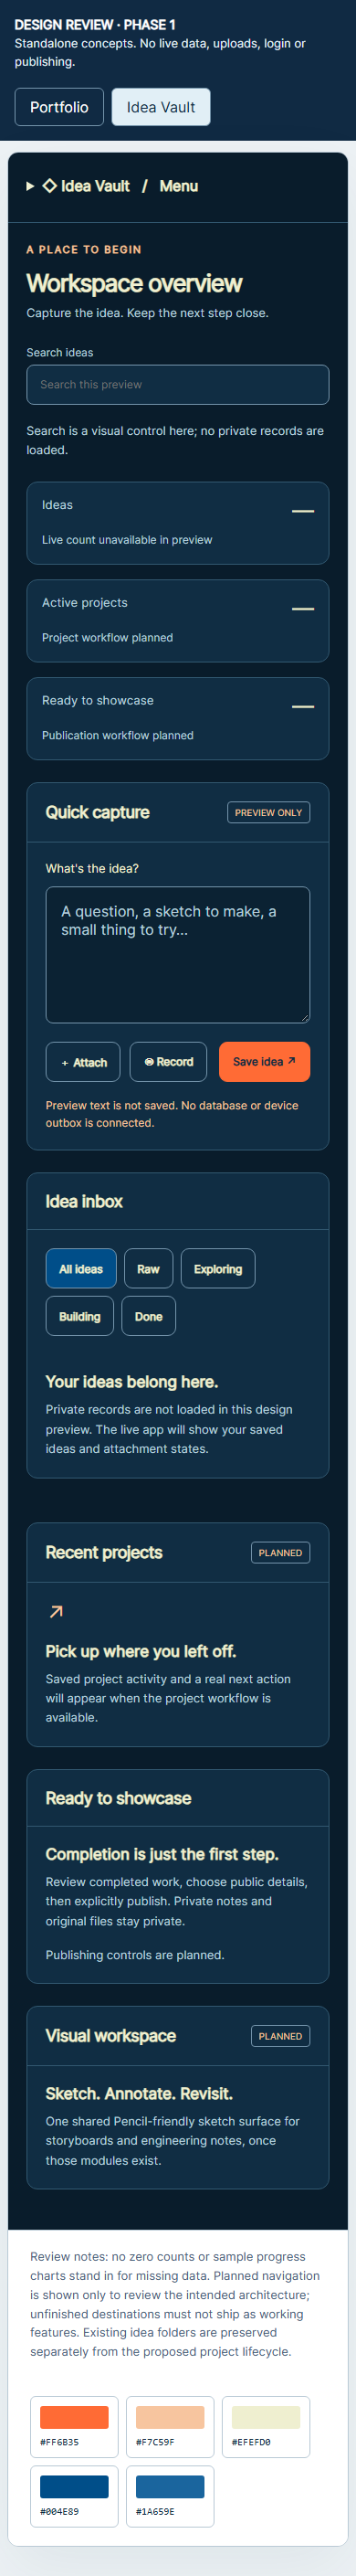 DESIGN REVIEW · PHASE 1
Standalone concepts. No live data, uploads, login or
publishing.
Portfolio
Idea Vault
▶ ◇ Idea Vault / Menu
A PLACE TO BEGIN
Workspace overview
Capture the idea. Keep the next step close.
Search ideas
Search this preview
Search is a visual control here; no private records are
loaded.
Ideas
—
Live count unavailable in preview
Active projects
—
Project workflow planned
Ready to showcase
—
Publication workflow planned
Quick capture
PREVIEW ONLY
What's the idea?
A question, a sketch to make, a
small thing to try...
+ Attach
Record
Save idea ↗
Preview text is not saved. No database or device
outbox is connected.
Idea inbox
All ideas
Raw
Exploring
Building
Done
Your ideas belong here.
Private records are not loaded in this design
preview. The live app will show your saved
ideas and attachment states.
Recent projects
PLANNED
↗
Pick up where you left off.
Saved project activity and a real next action
will appear when the project workflow is
available.
Ready to showcase
Completion is just the first step.
Review completed work, choose public details,
then explicitly publish. Private notes and
original files stay private.
Publishing controls are planned.
Visual workspace
PLANNED
Sketch. Annotate. Revisit.
One shared Pencil-friendly sketch surface for
storyboards and engineering notes, once
those modules exist.
Review notes: no zero counts or sample progress
charts stand in for missing data. Planned navigation
is shown only to review the intended architecture;
unfinished destinations must not ship as working
features. Existing idea folders are preserved
separately from the proposed project lifecycle.
#FF6B35
#F7C59F
#EFEFD0
#004E89
#1A659E